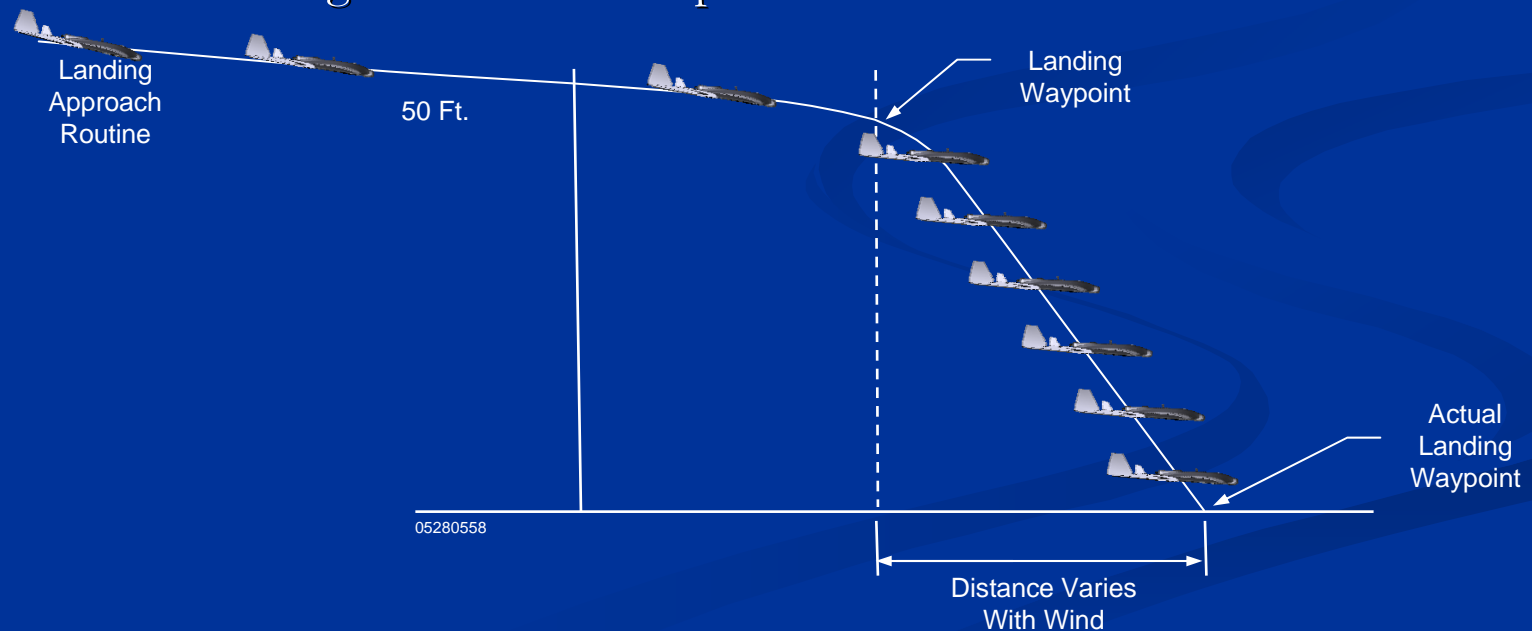 Landing
Approach
Routine
50 Ft.
Landing
Waypoint
Actual
Landing
Waypoint
05280558
Distance Varies
With Wind